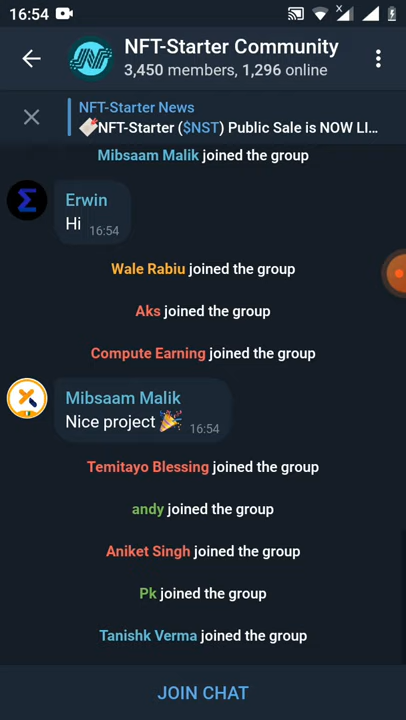 16:54
NFT-Starter Community
3,450 members, 1,296 online
NFT-Starter News
NFT-Starter ($NST) Public Sale is NOW LI...
Mibsaam Malik joined the group
Erwin
Hi 16:54
Wale Rabiu joined the group
Aks joined the group
Compute Earning joined the group
Mibsaam Malik
Nice project 🎉 16:54
Temitayo Blessing joined the group
andy joined the group
Aniket Singh joined the group
Pk joined the group
Tanishk Verma joined the group
JOIN CHAT